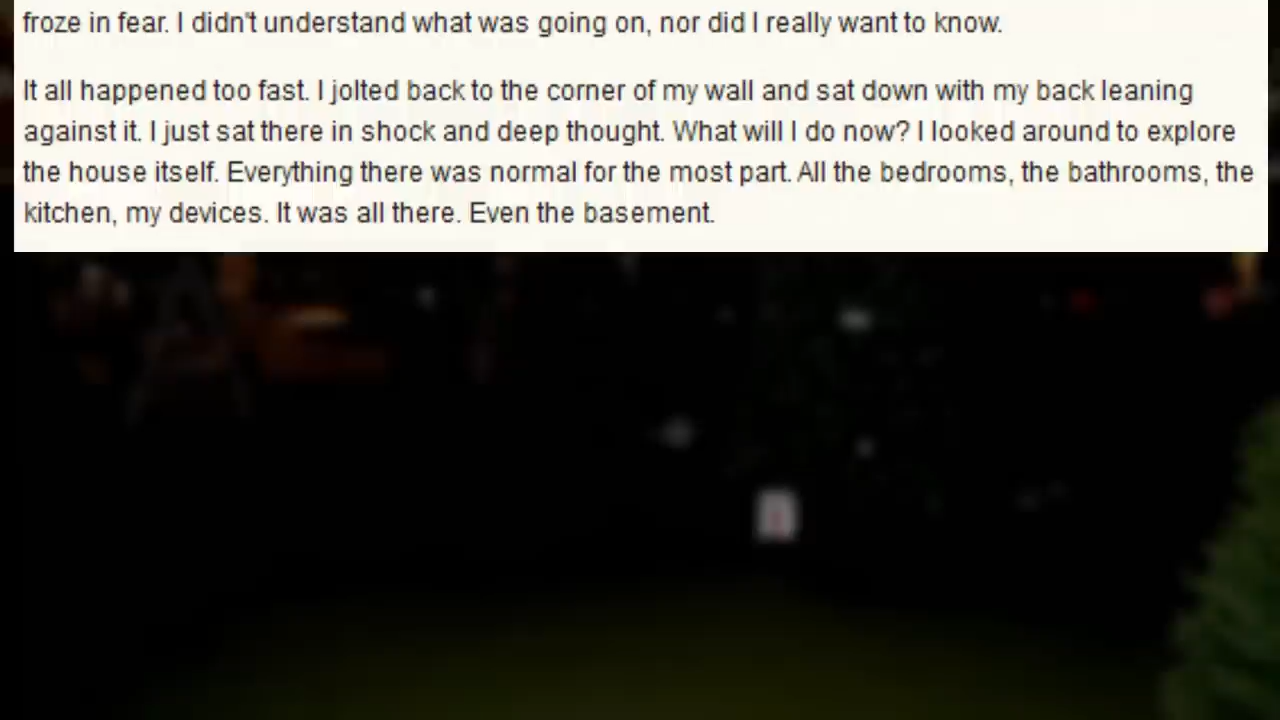 froze in fear. I didn't understand what was going on, nor did I really want to know.
It all happened too fast. I jolted back to the corner of my wall and sat down with my back leaning
against it. I just sat there in shock and deep thought. What will I do now? I looked around to explore
the house itself. Everything there was normal for the most part. All the bedrooms, the bathrooms, the
kitchen, my devices. It was all there. Even the basement.